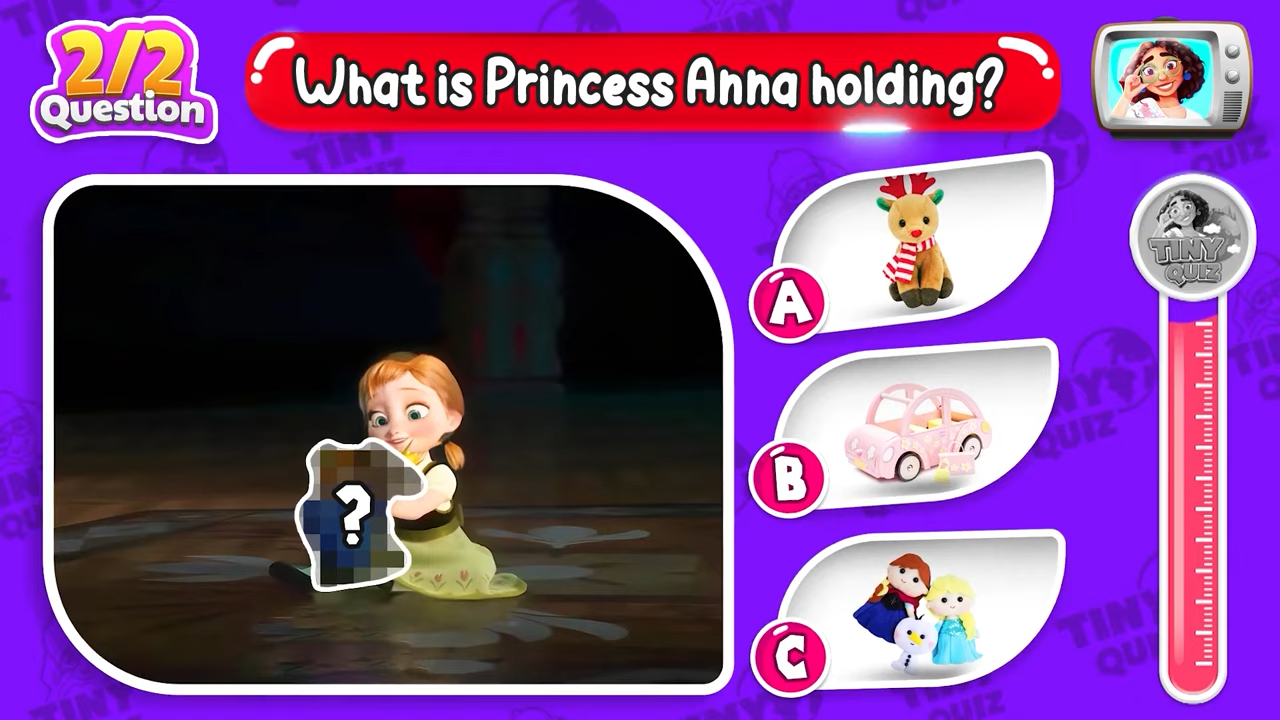 2/2
Question
What is Princess Anna holding?
A
?
B
C
TINY
QUIZ